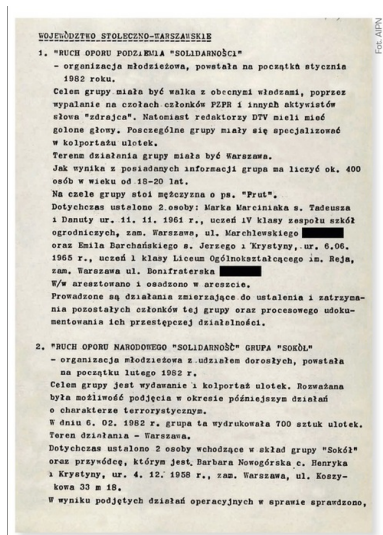 WOJEWÓDZTWO STOŁECZNO-WARSZAWSKIE
1. "RUCH OPORU PODZIEMIA "SOLIDARNOŚCI"
- organizacja młodzieżowa, powstała na początku stycznia
1982 roku.
Celem grupy miała być walka z obecnymi władzami, poprzez
wypalanie na czołach członków PZPR i innych aktywistów
słowa "zdrajca". Natomiast redaktorzy DTV mieli mieć
golone głowy. Poszczególne grupy miały się specjalizować
w kolportażu ulotek.
Terenem działania grupy miała być Warszawa.
Jak wynika z posiadanych informacji grupa ma liczyć ok. 400
osób w wieku od 18-20 lat.
Na czele grupy stoi mężczyzna o ps. "Prut".
Dotychczas ustalono 2 osoby: Marka Marciniaka s. Tadeusza
i Danuty ur. 11. 11. 1961 r., uczeń IV klasy zespołu szkół
ogrodniczych, zam. Warszawa, ul. Marchlewskiego
oraz Emila Barchańskiego s. Jerzego i Krystyny, ur. 6.06.
1965 r., uczeń 1 klasy Liceum Ogólnokształcącego im. Reja,
zam. Warszawa ul. Bonifraterska
W/w aresztowano i osadzono w areszcie.
Prowadzone są działania zmierzające do ustalenia i zatrzyma-
nia pozostałych członków tej grupy oraz procesowego udoku-
mentowania ich przestępczej działalności.
2. "RUCH OPORU NARODOWEGO "SOLIDARNOŚĆ" GRUPA "SOKÓŁ"
- organizacja młodzieżowa z udziałem dorosłych, powstała
na początku lutego 1982 r.
Celem grupy jest wydawanie i kolportaż ulotek. Rozważana
była możliwość podjęcia w okresie późniejszym działań
o charakterze terrorystycznym.
W dniu 6. 02. 1982 r. grupa ta wydrukowała 700 sztuk ulotek.
Teren działania - Warszawa.
Dotychczas ustalono 2 osoby wchodzące w skład grupy "Sokół"
oraz przywódcę, którym jest Barbara Nowogórska c. Henryka
i Krystyny, ur. 4. 12. 1958 r., zam. Warszawa, ul. Koszy-
kowa 33 m 18.
W wyniku podjętych działań operacyjnych w sprawie sprawdzono,
Fot. AIPN